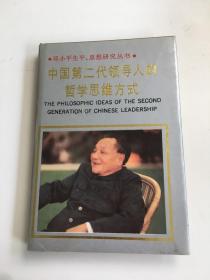 ★邓小平生平、思想研究丛书★
中国第二代领导人的
哲学思维方式
THE PHILOSOPHIC IDEAS OF THE SECOND
GENERATION OF CHINESE LEADERSHIP